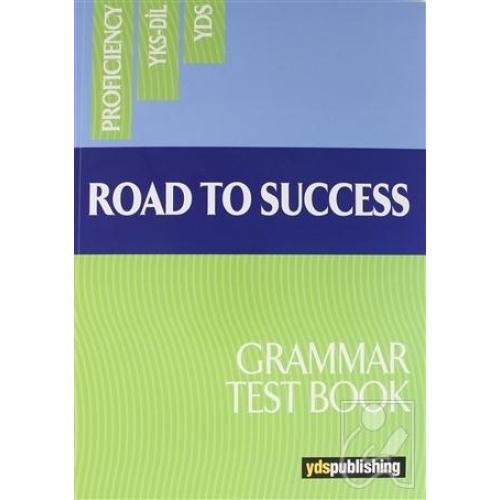 PROFICIENCY
YKS-DİL
YDS
ROAD TO SUCCESS
GRAMMAR
TEST BOOK
ydspublishing